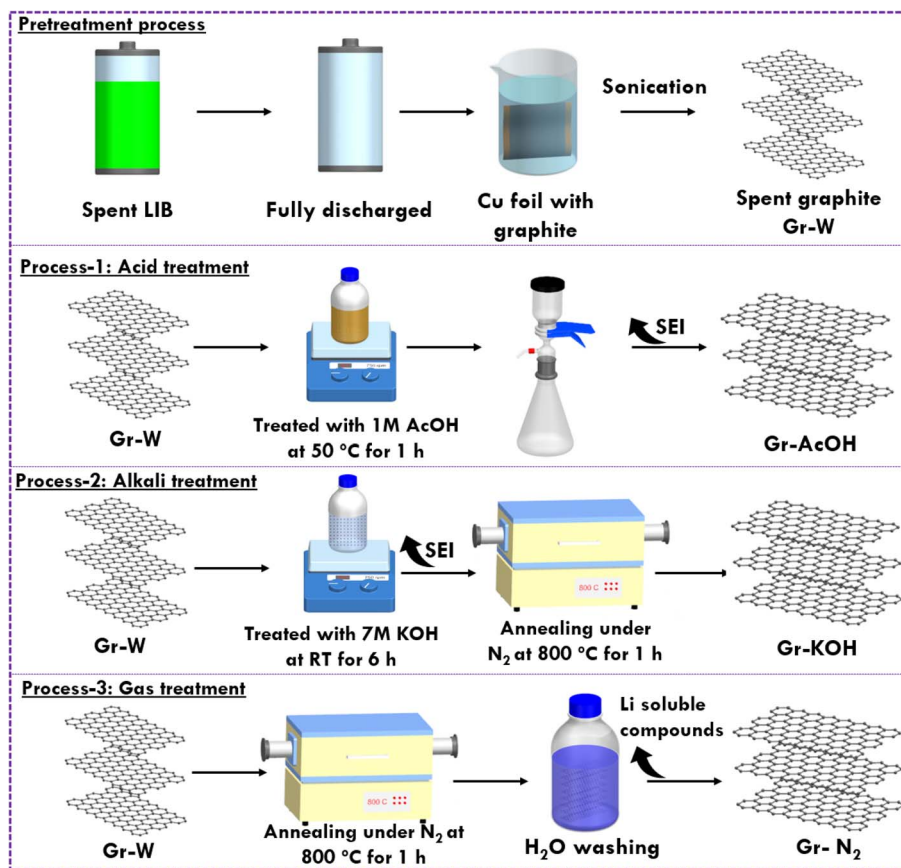 Pretreatment process
Sonication
Spent LIB
Fully discharged
Cu foil with
graphite
Spent graphite
Gr-W
Process-1: Acid treatment
SEI
Gr-W
Treated with 1M AcOH
at 50 °C for 1 h
Gr-AcOH
Process-2: Alkali treatment
SEI
800 C
Gr-W
Treated with 7M KOH
at RT for 6 h
Annealing under
N₂ at 800 °C for 1 h
Gr-KOH
Process-3: Gas treatment
Li soluble
compounds
800 C
Gr-W
Annealing under N₂ at
800 °C for 1 h
H₂O washing
Gr- N₂